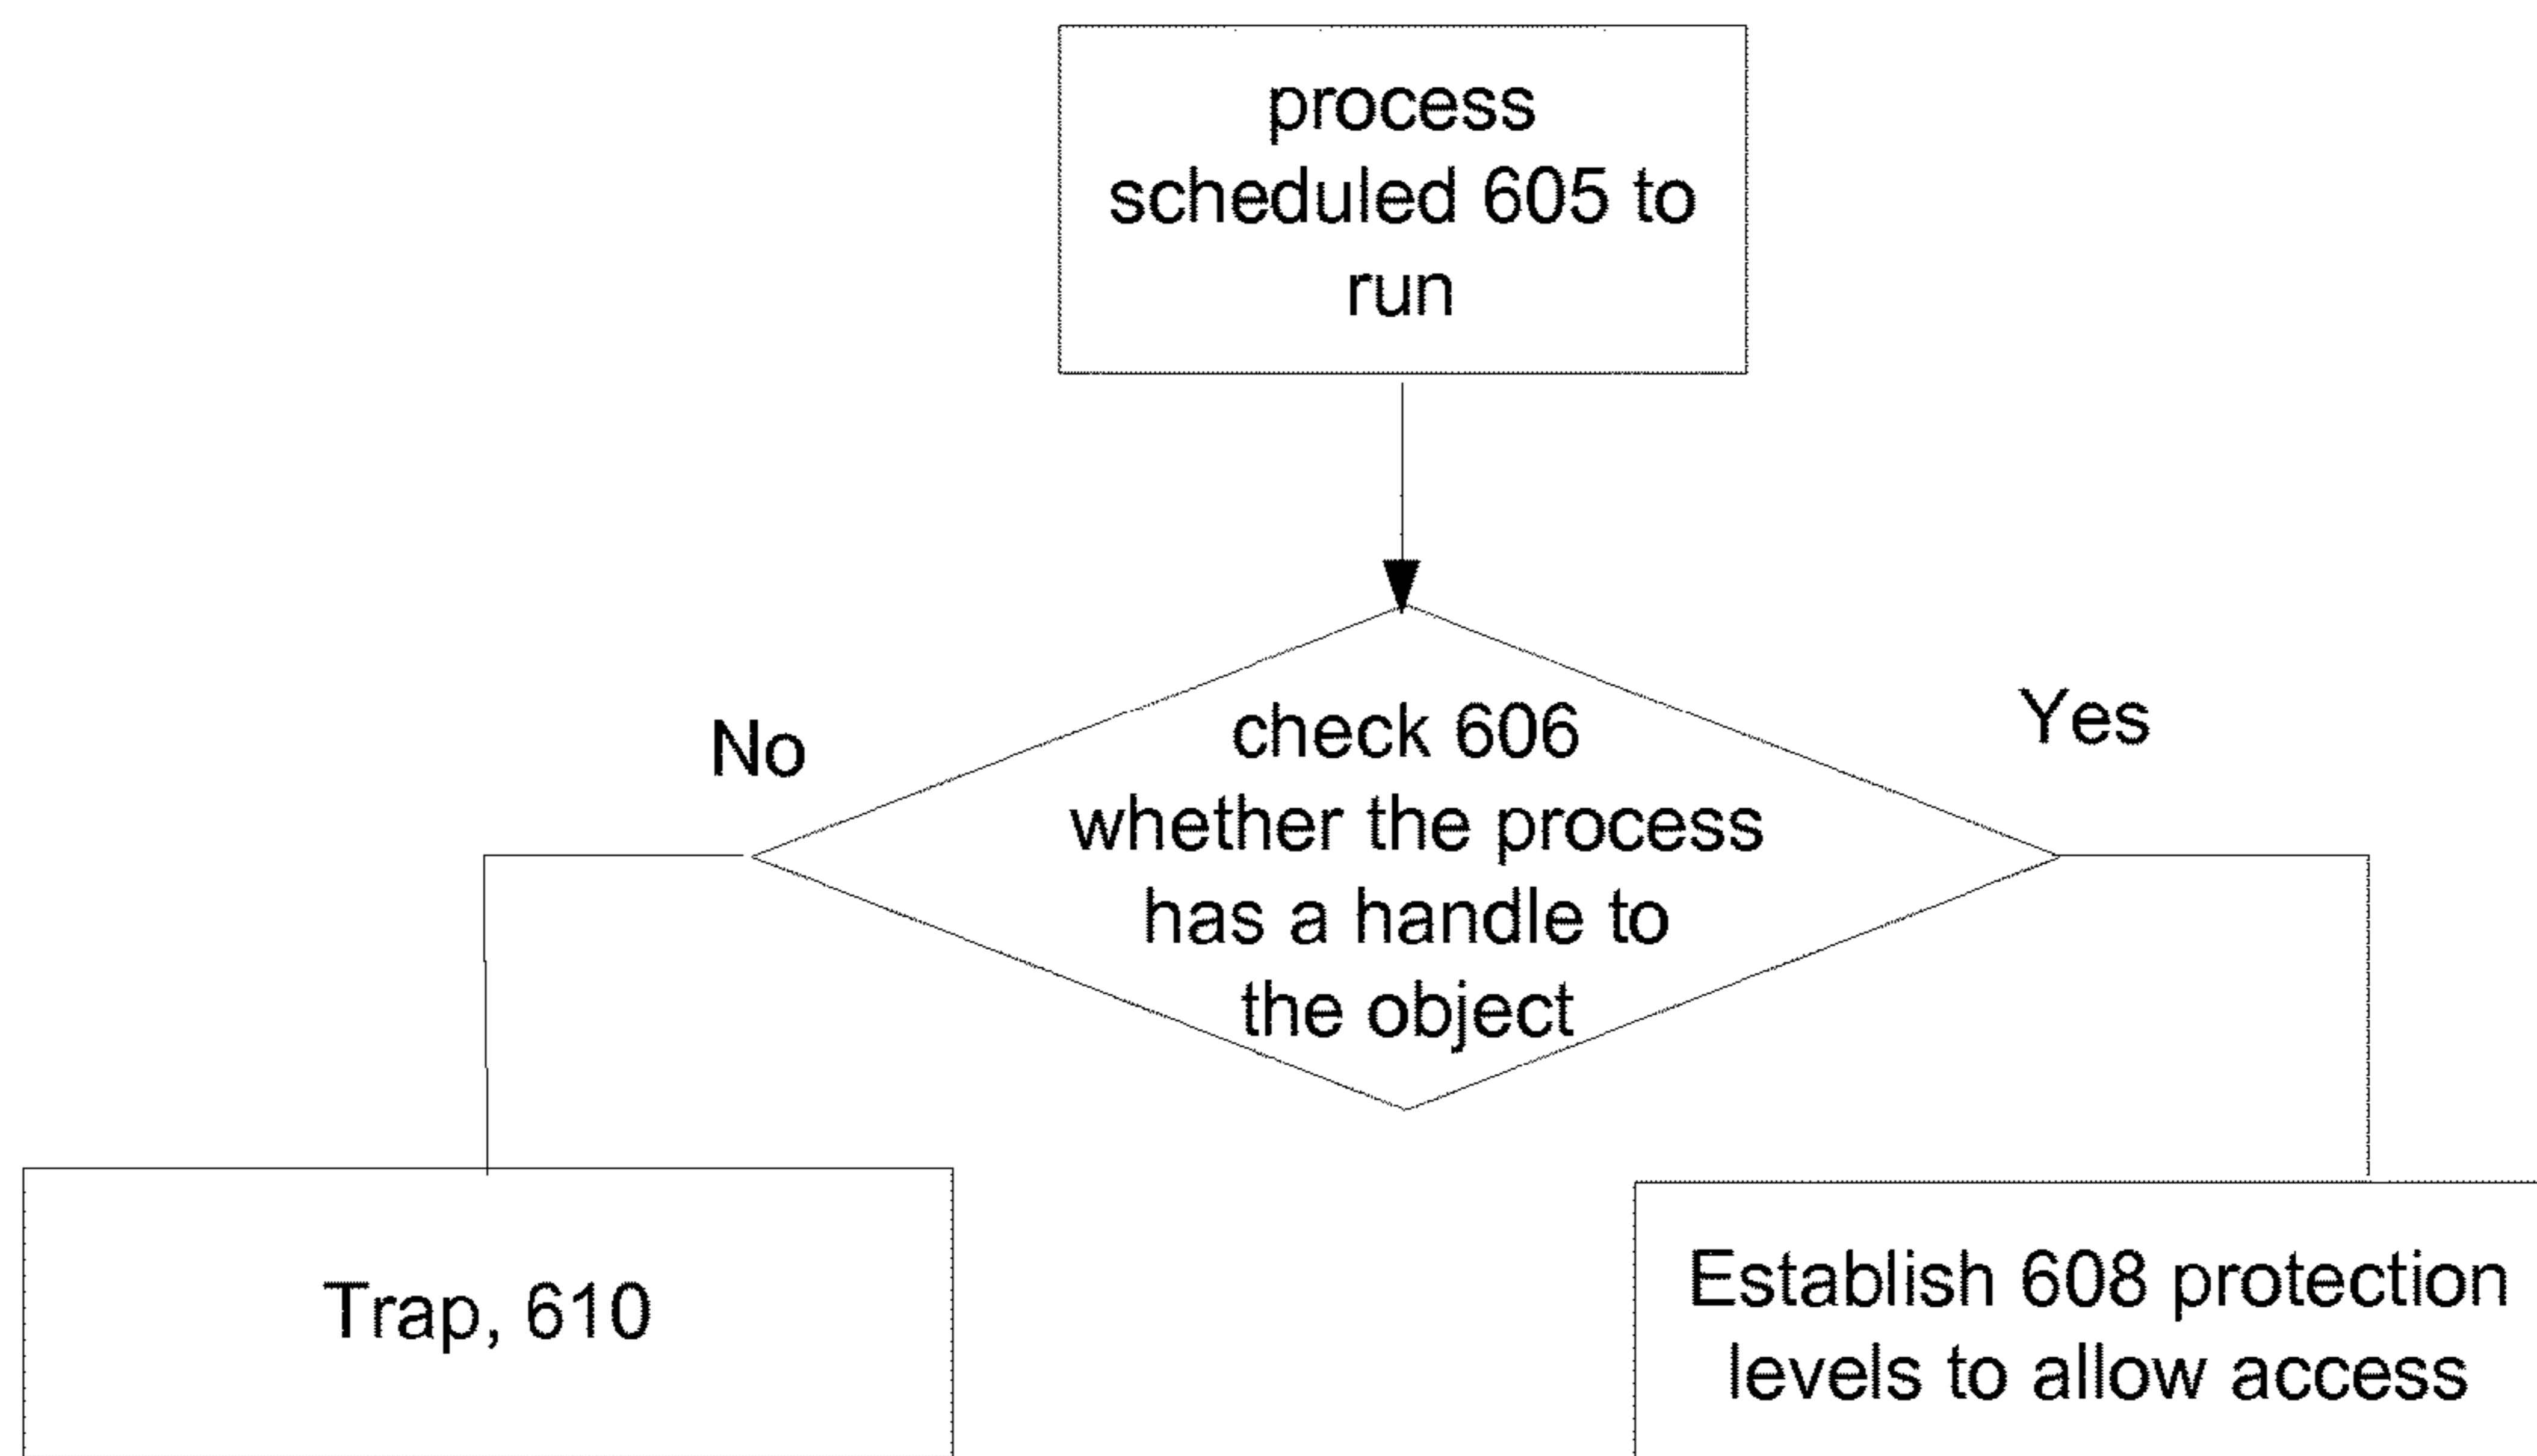 process
scheduled 605 to
run
No
Yes
check 606
whether the process
has a handle to
the object
Trap, 610
Establish 608 protection
levels to allow access